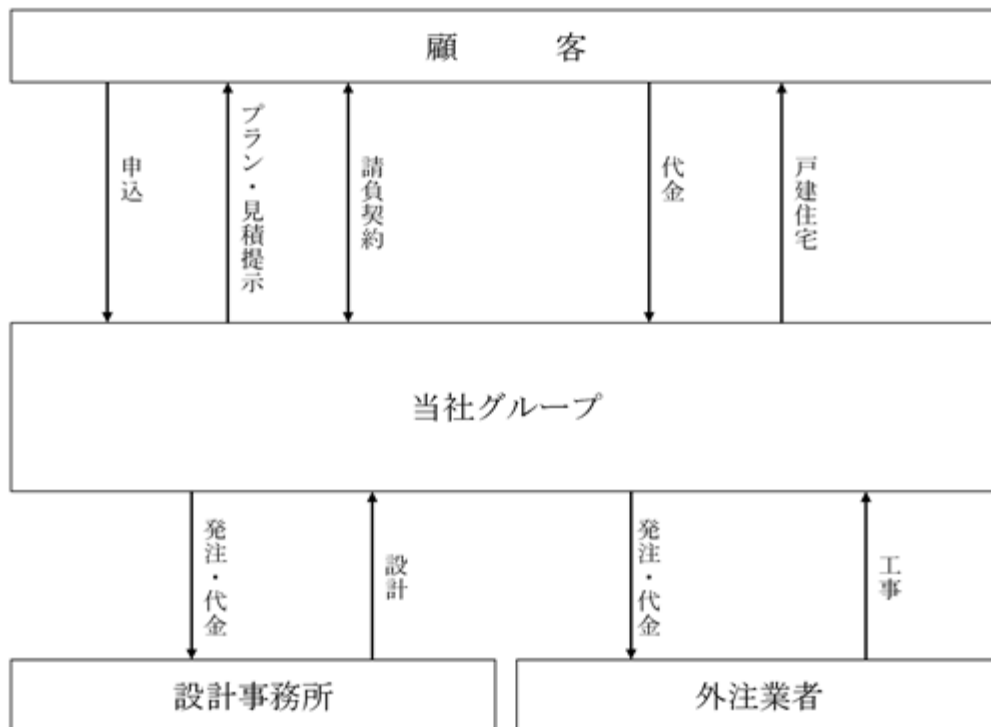 顧客
申込
プラン・見積提示
請負契約
代金
戸建住宅
当社グループ
発注・代金
設計
発注・代金
工事
設計事務所
外注業者